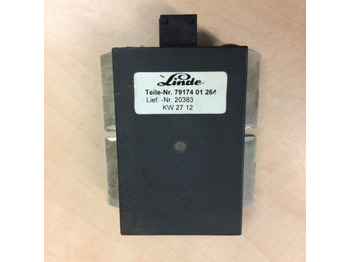 Linde
Teile-Nr. 79174 01 264
Lief. -Nr. 20383
KW 27 12